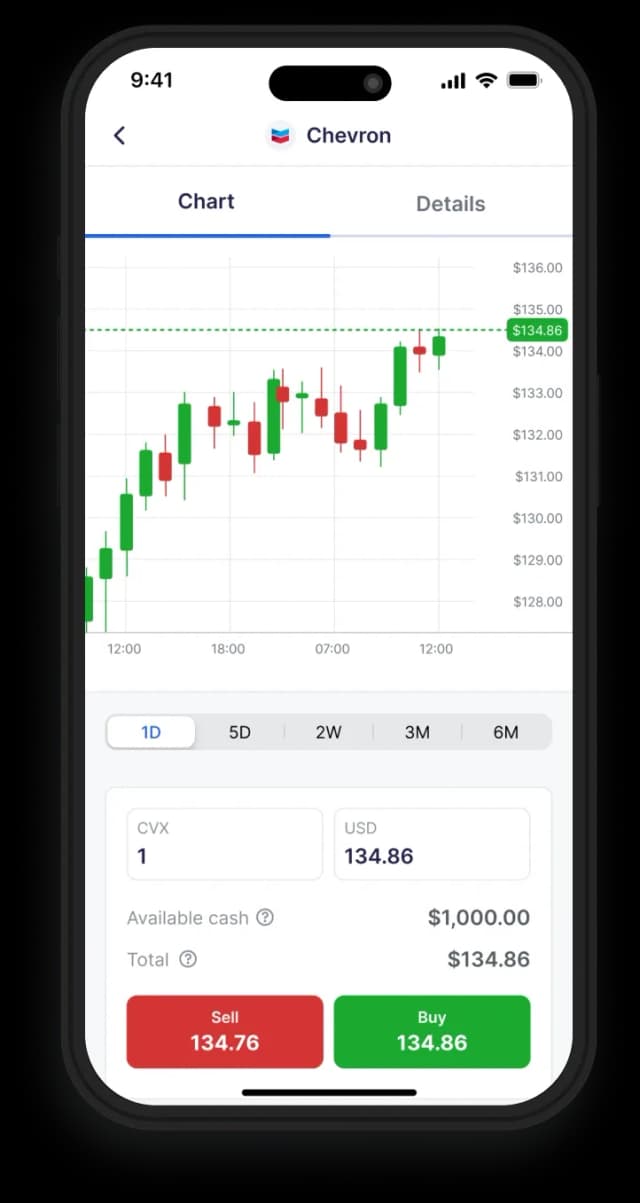 9:41
Chevron
Chart Details
$136.00
$135.00
$134.86
$134.00
$133.00
$132.00
$131.00
$130.00
$129.00
$128.00
12:00 18:00 07:00 12:00
1D 5D 2W 3M 6M
CVX USD
1 134.86
Available cash ? $1,000.00
Total ? $134.86
Sell Buy
134.76 134.86